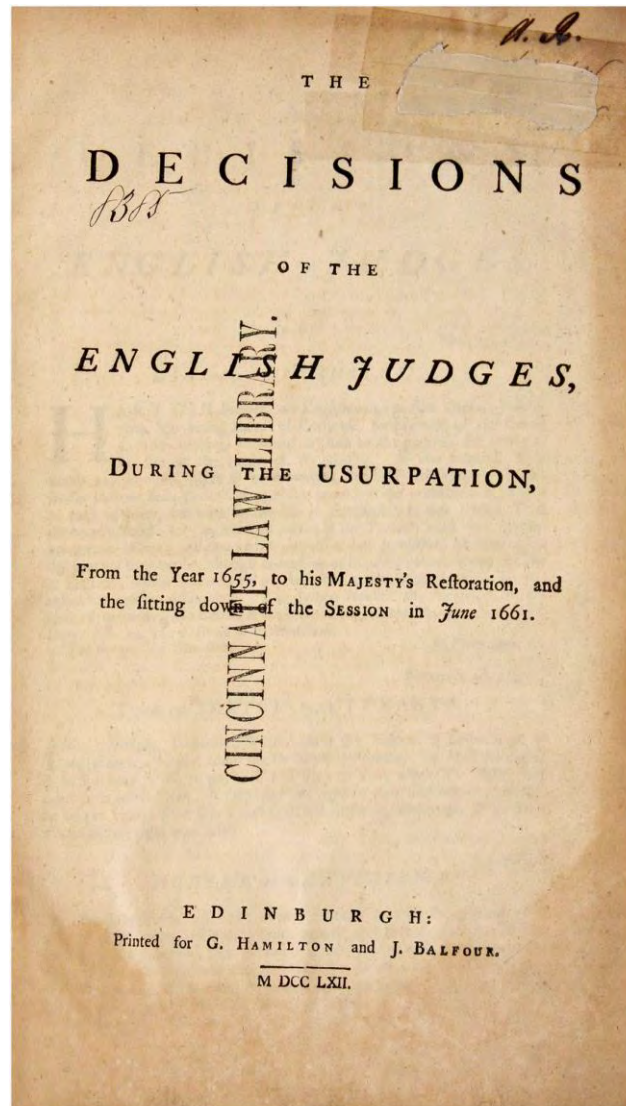 A. R.
THE
DECISIONS
8385
OF THE
ENGLISH JUDGES,
DURING THE USURPATION,
From the Year 1655, to his MAJESTY'S Reſtoration, and
the ſitting down of the SESSION in June 1661.
CINCINNATI LAW LIBRARY.
EDINBURGH:
Printed for G. HAMILTON and J. BALFOUR.
M DCC LXII.